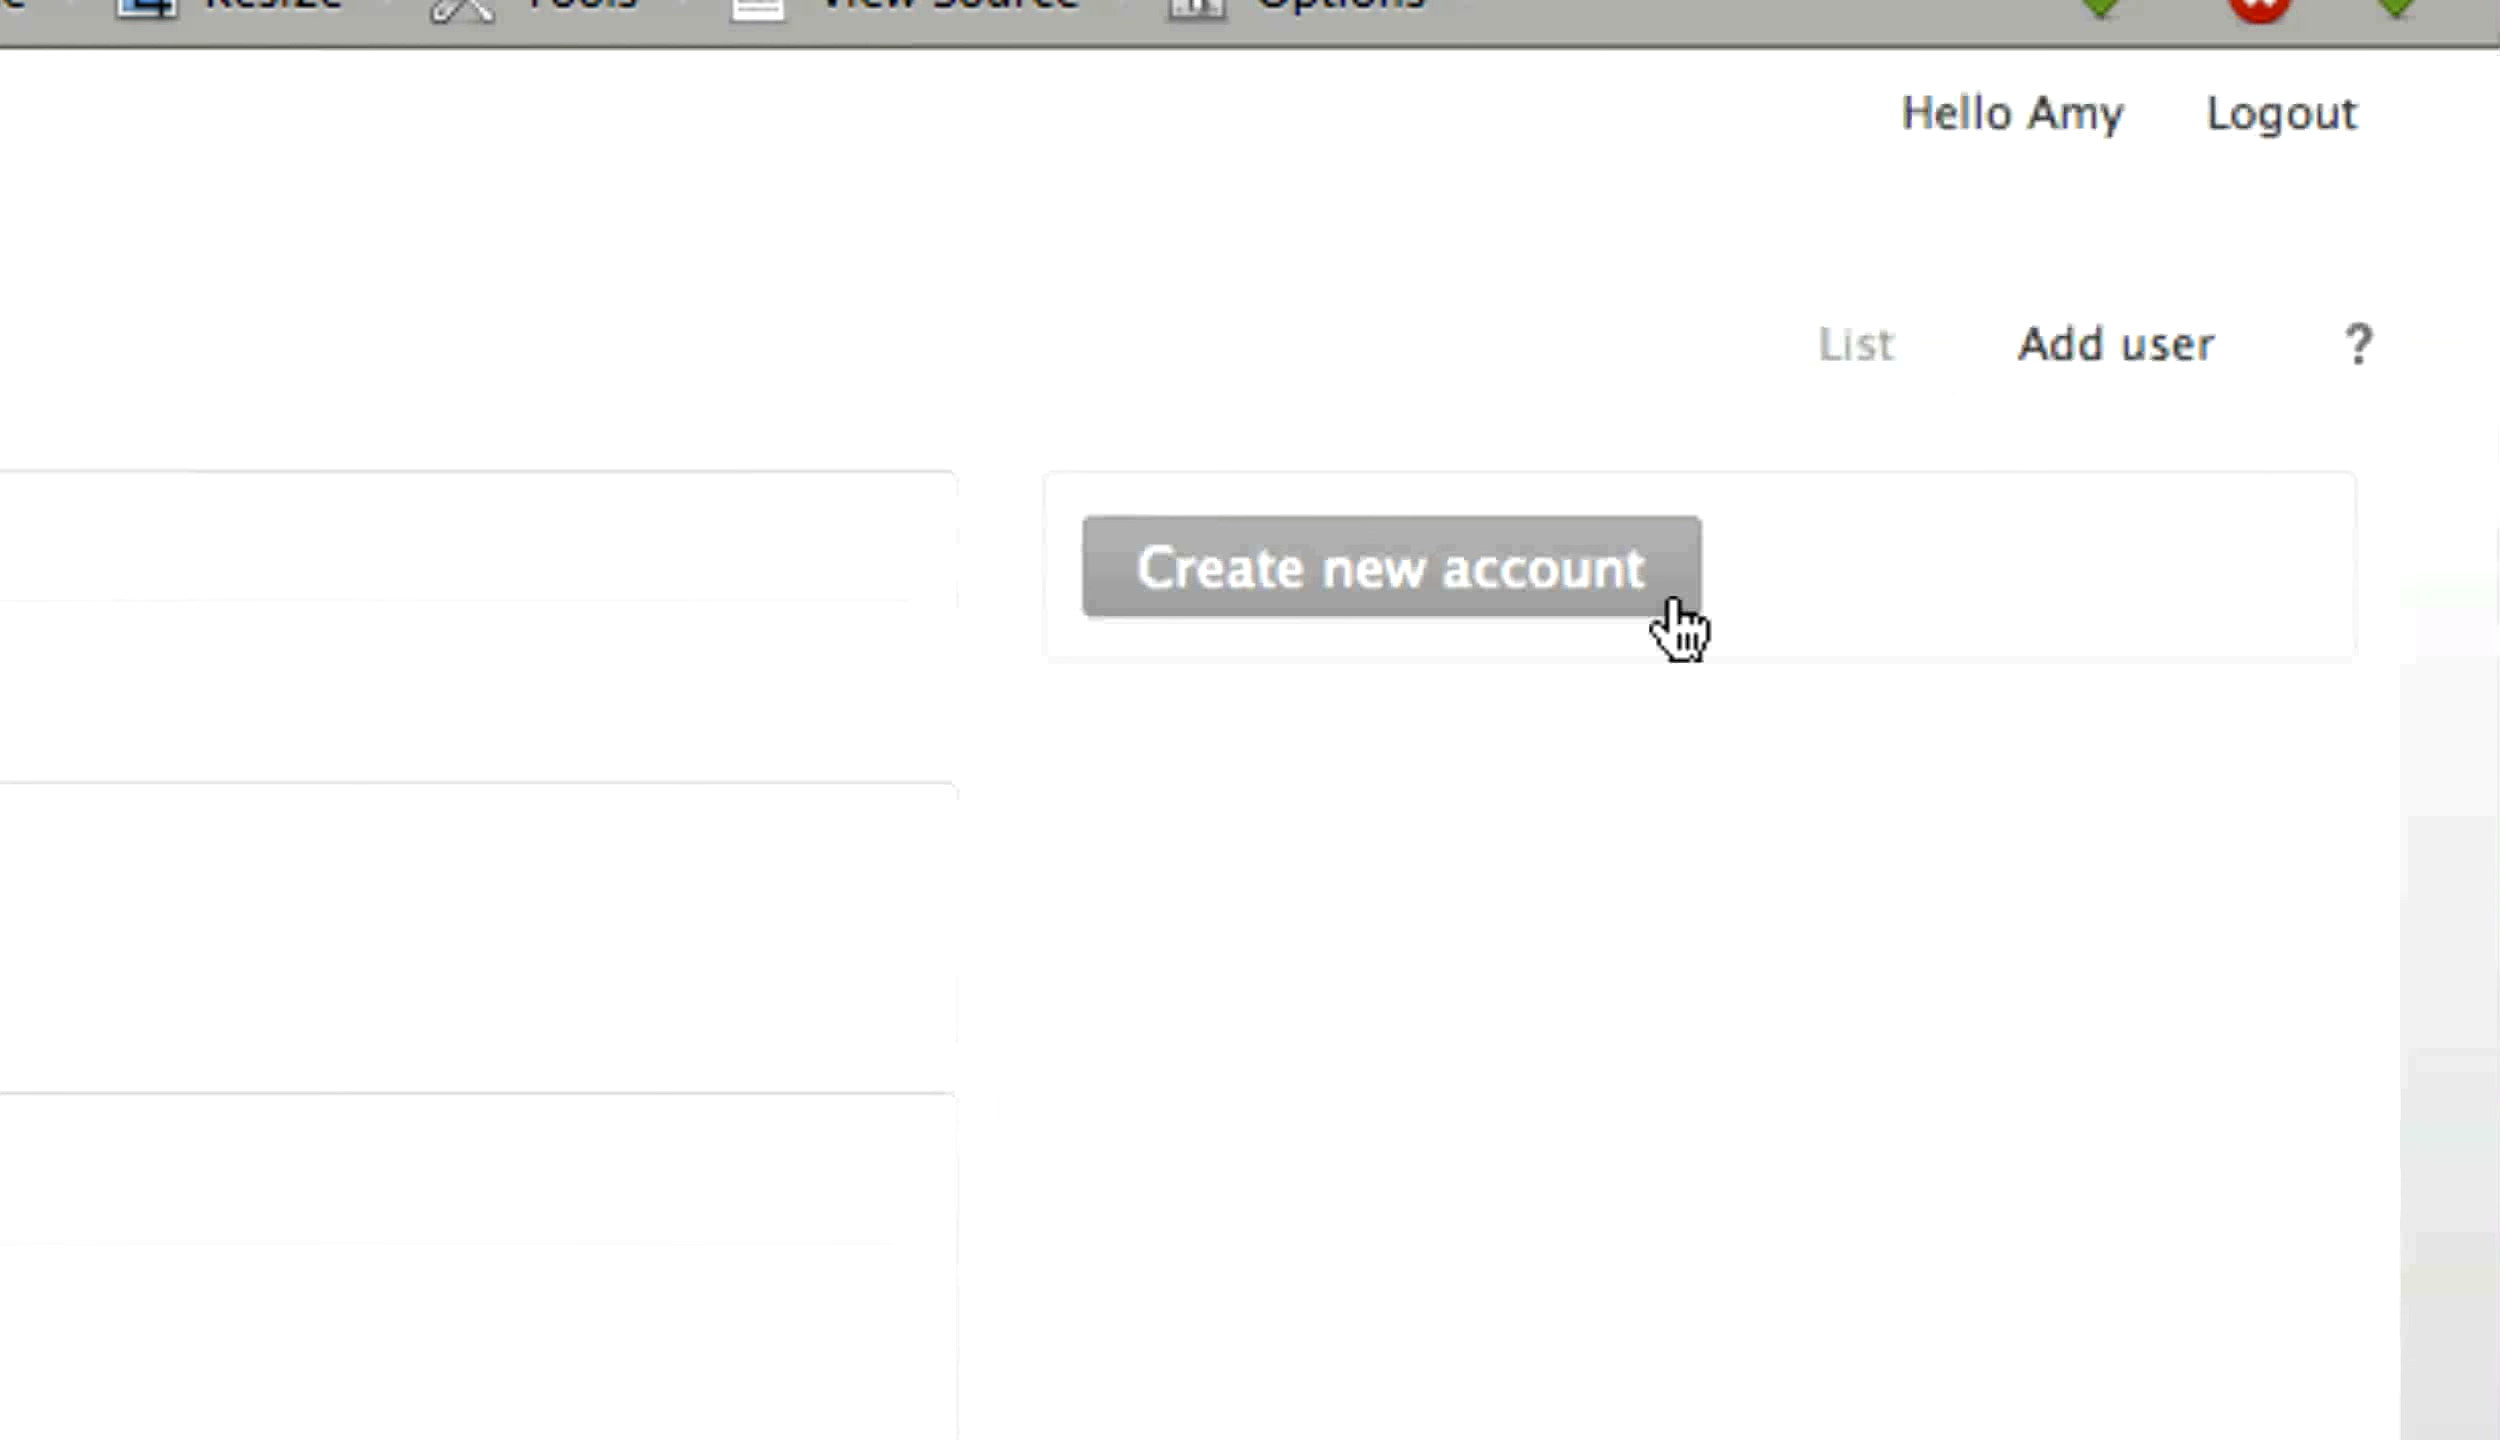 Resize Tools View Source Options
Hello Amy Logout
List Add user ?
Create new account